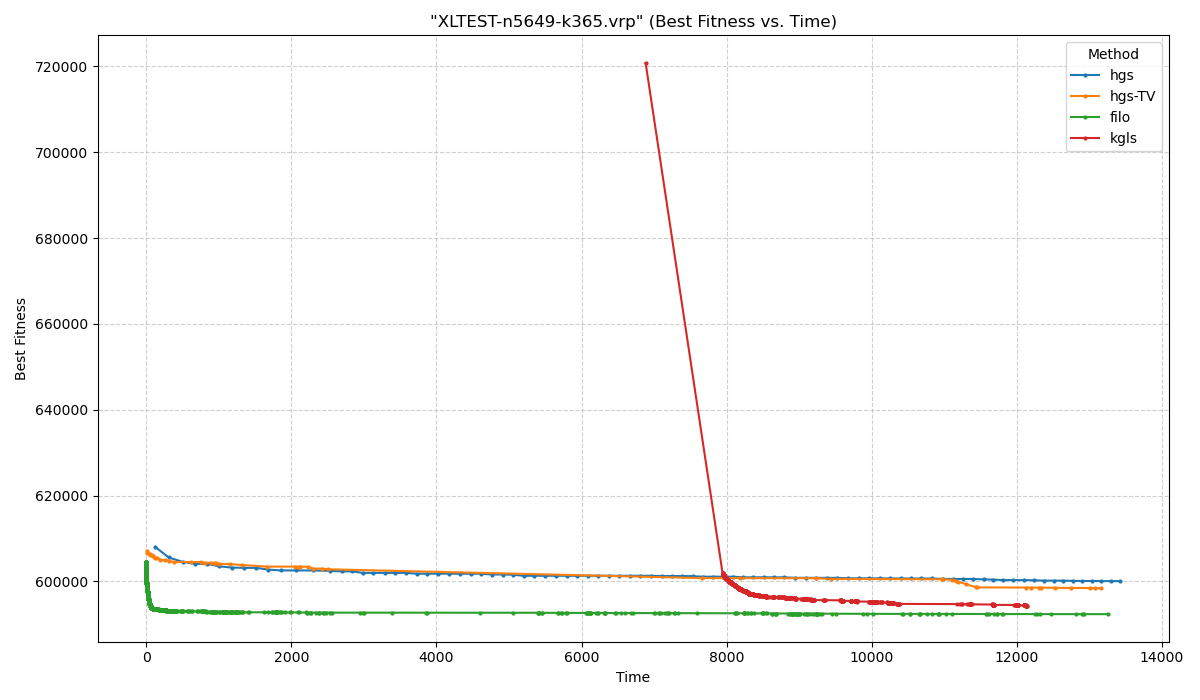 "XLTEST-n5649-k365.vrp" (Best Fitness vs. Time)
Method
hgs
hgs-TV
filo
kgls
720000
700000
680000
660000
640000
620000
600000
Best Fitness
0 2000 4000 6000 8000 10000 12000 14000
Time